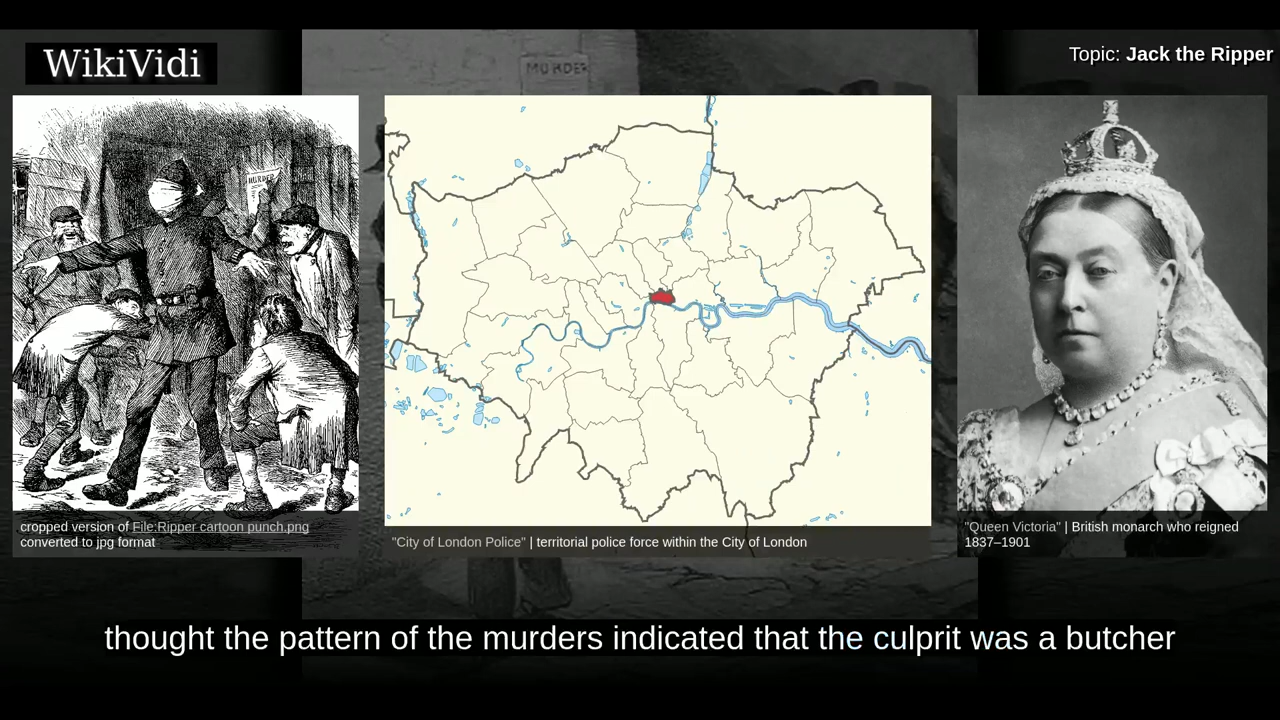 WikiVidi
Topic: Jack the Ripper
MURDER
cropped version of File:Ripper cartoon punch.png
converted to jpg format
"City of London Police" | territorial police force within the City of London
"Queen Victoria" | British monarch who reigned
1837–1901
thought the pattern of the murders indicated that the culprit was a butcher